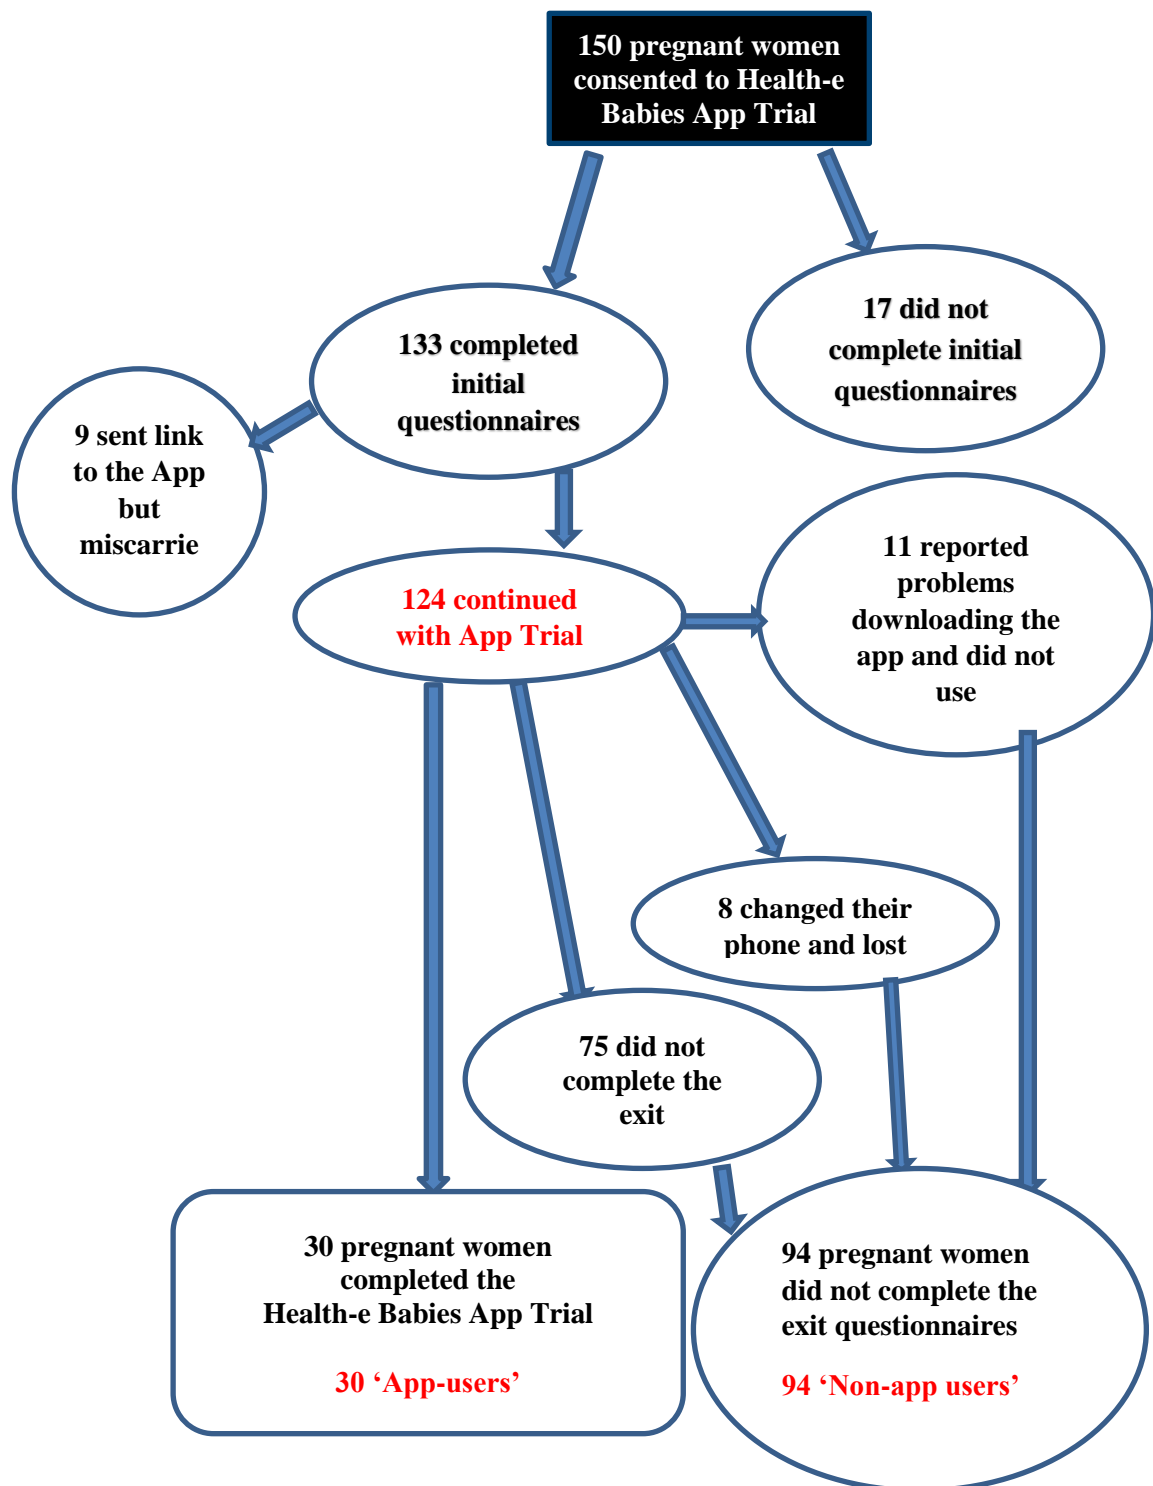 150 pregnant women
consented to Health-e
Babies App Trial
17 did not
complete initial
questionnaires
133 completed
initial
questionnaires
9 sent link
to the App
but
miscarrie
11 reported
problems
downloading the
app and did not
use
124 continued
with App Trial
8 changed their
phone and lost
75 did not
complete the
exit
30 pregnant women
completed the
Health-e Babies App Trial
30 ‘App-users’
94 pregnant women
did not complete the
exit questionnaires
94 ‘Non-app users’